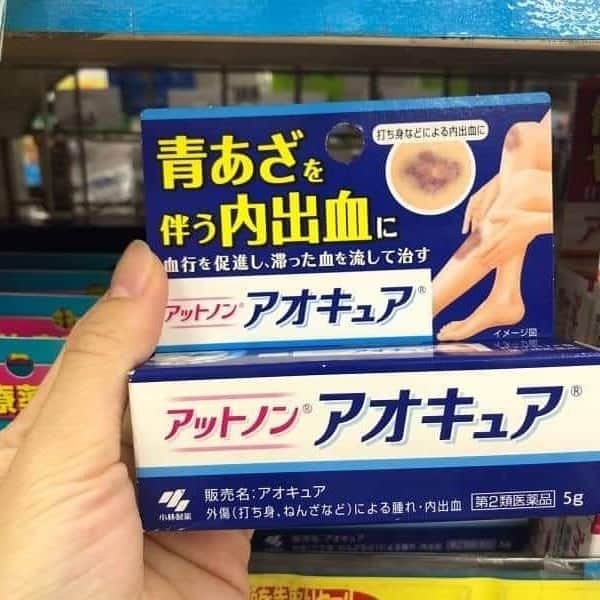 打ち身などによる内出血に
青あざを
伴う内出血に
血行を促進し、滞った血を流して治す
アットノン® アオキュア®
イメージ図
アットノン® アオキュア®
小林製薬
販売名:アオキュア
外傷(打ち身、ねんざなど)による腫れ・内出血 第2類医薬品 5g